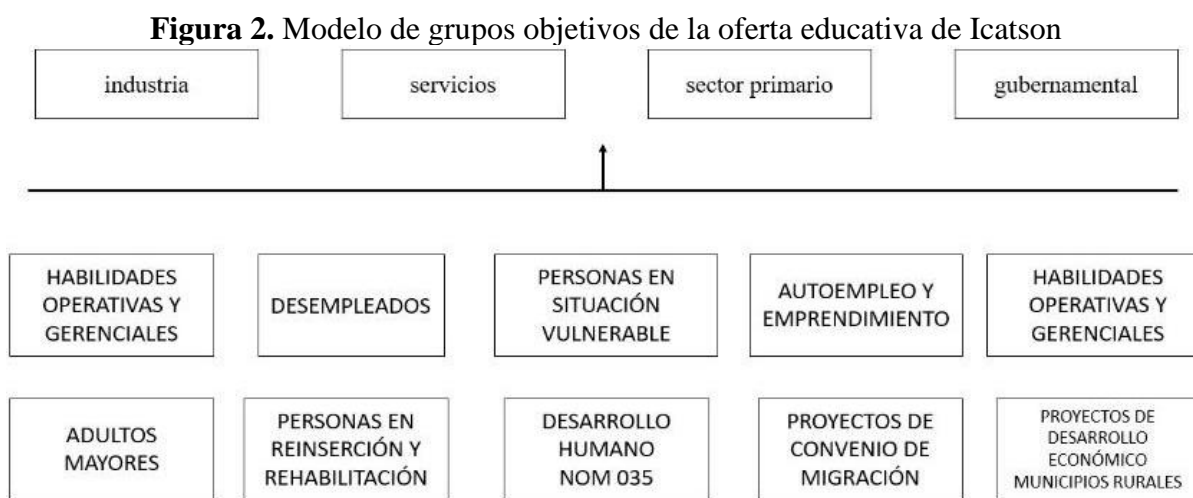 Figura 2. Modelo de grupos objetivos de la oferta educativa de Icatson
industria
servicios
sector primario
gubernamental
HABILIDADES
OPERATIVAS Y
GERENCIALES
DESEMPLEADOS
PERSONAS EN
SITUACIÓN
VULNERABLE
AUTOEMPLEO Y
EMPRENDIMIENTO
HABILIDADES
OPERATIVAS Y
GERENCIALES
ADULTOS
MAYORES
PERSONAS EN
REINSERCIÓN Y
REHABILITACIÓN
DESARROLLO
HUMANO
NOM 035
PROYECTOS DE
CONVENIO DE
MIGRACIÓN
PROYECTOS DE
DESARROLLO
ECONÓMICO
MUNICIPIOS RURALES